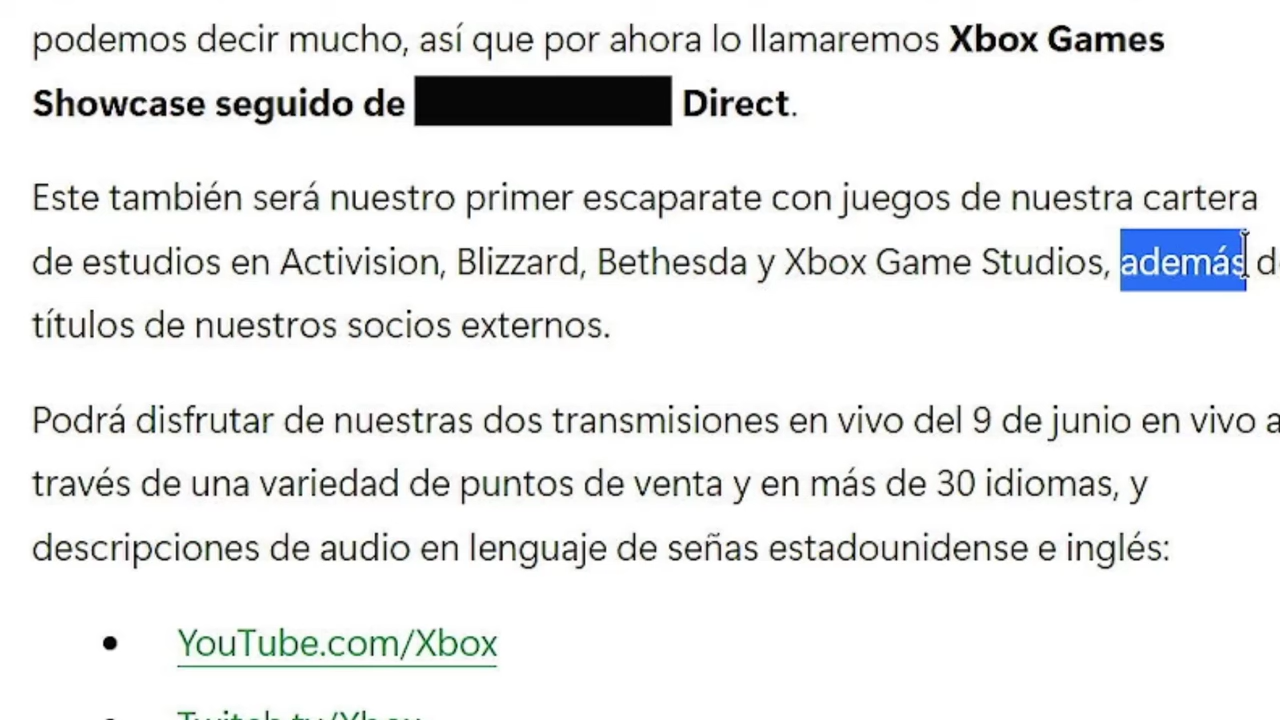 podemos decir mucho, así que por ahora lo llamaremos Xbox Games
Showcase seguido de Direct.
Este también será nuestro primer escaparate con juegos de nuestra cartera
de estudios en Activision, Blizzard, Bethesda y Xbox Game Studios, además de
títulos de nuestros socios externos.
Podrá disfrutar de nuestras dos transmisiones en vivo del 9 de junio en vivo a
través de una variedad de puntos de venta y en más de 30 idiomas, y
descripciones de audio en lenguaje de señas estadounidense e inglés:
• YouTube.com/Xbox
• Twitch.tv/Xbox